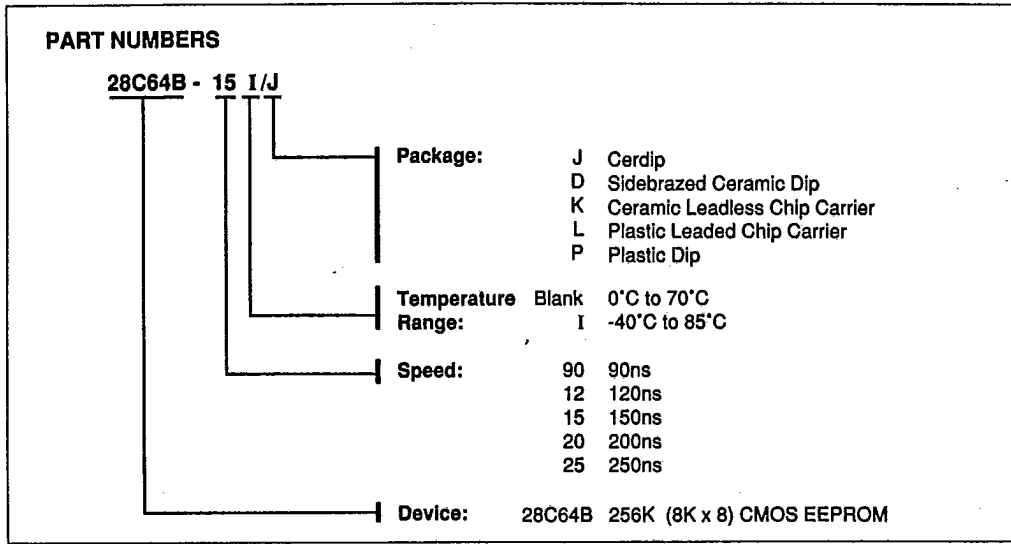 PART NUMBERS
28C64B - 15 I/J
Package: J Cerdip
D Sidebrazed Ceramic Dip
K Ceramic Leadless Chip Carrier
L Plastic Leaded Chip Carrier
P Plastic Dip
Temperature Blank 0°C to 70°C
Range: I -40°C to 85°C
Speed: 90 90ns
12 120ns
15 150ns
20 200ns
25 250ns
Device: 28C64B 256K (8K x 8) CMOS EEPROM